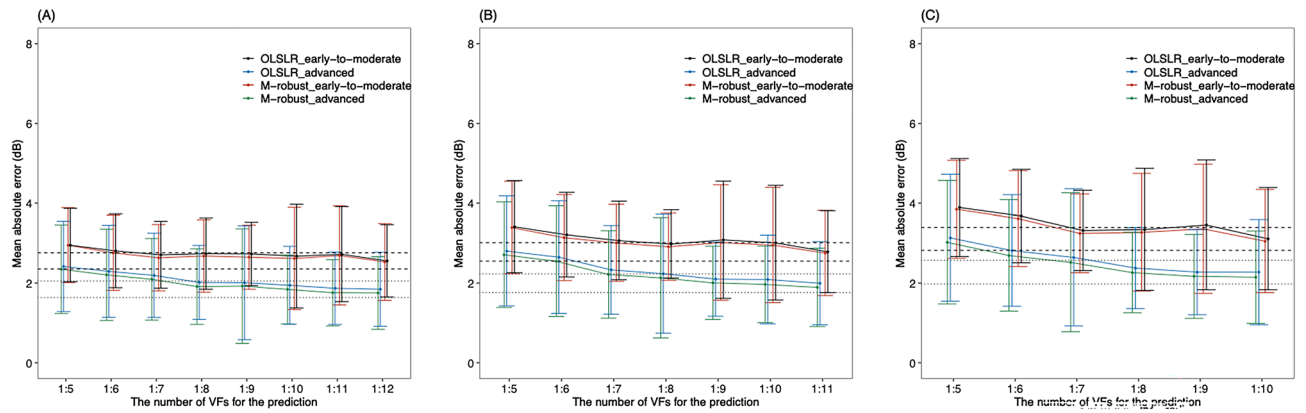 (A)
8
6
4
2
0
Mean absolute error (dB)
OLSLR_early-to-moderate
OLSLR_advanced
M-robust_early-to-moderate
M-robust_advanced
1:5 1:6 1:7 1:8 1:9 1:10 1:11 1:12
The number of VFs for the prediction
(B)
8
6
4
2
0
Mean absolute error (dB)
OLSLR_early-to-moderate
OLSLR_advanced
M-robust_early-to-moderate
M-robust_advanced
1:5 1:6 1:7 1:8 1:9 1:10 1:11
The number of VFs for the prediction
(C)
8
6
4
2
0
Mean absolute error (dB)
OLSLR_early-to-moderate
OLSLR_advanced
M-robust_early-to-moderate
M-robust_advanced
1:5 1:6 1:7 1:8 1:9 1:10
The number of VFs for the prediction